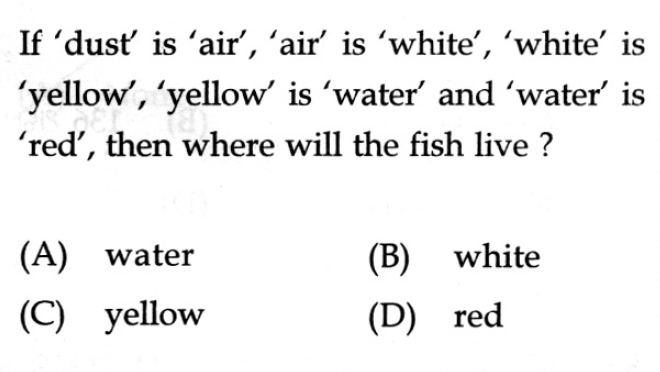 If ‘dust’ is ‘air’, ‘air’ is ‘white’, ‘white’ is
‘yellow’, ‘yellow’ is ‘water’ and ‘water’ is
‘red’, then where will the fish live ?
(A) water (B) white
(C) yellow (D) red